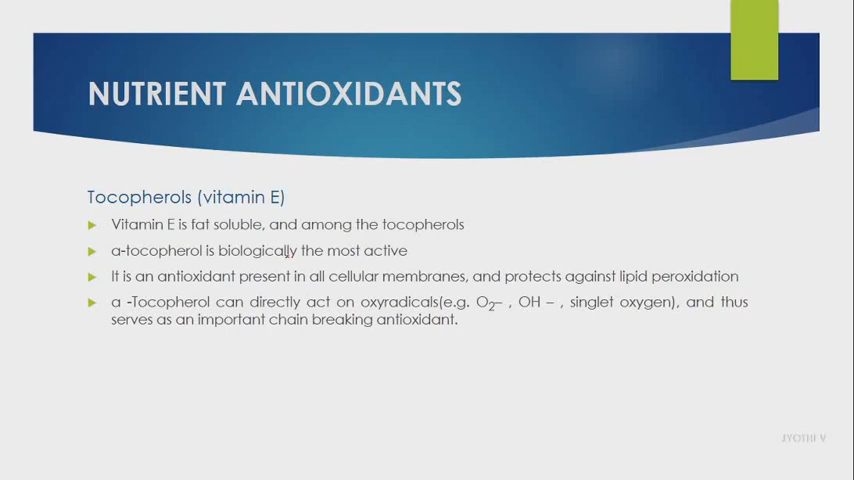 NUTRIENT ANTIOXIDANTS
Tocopherols (vitamin E)
Vitamin E is fat soluble, and among the tocopherols
α-tocopherol is biologically the most active
It is an antioxidant present in all cellular membranes, and protects against lipid peroxidation
α -Tocopherol can directly act on oxyradicals(e.g. O2– , OH – , singlet oxygen), and thus
serves as an important chain breaking antioxidant.
JYOTHI V